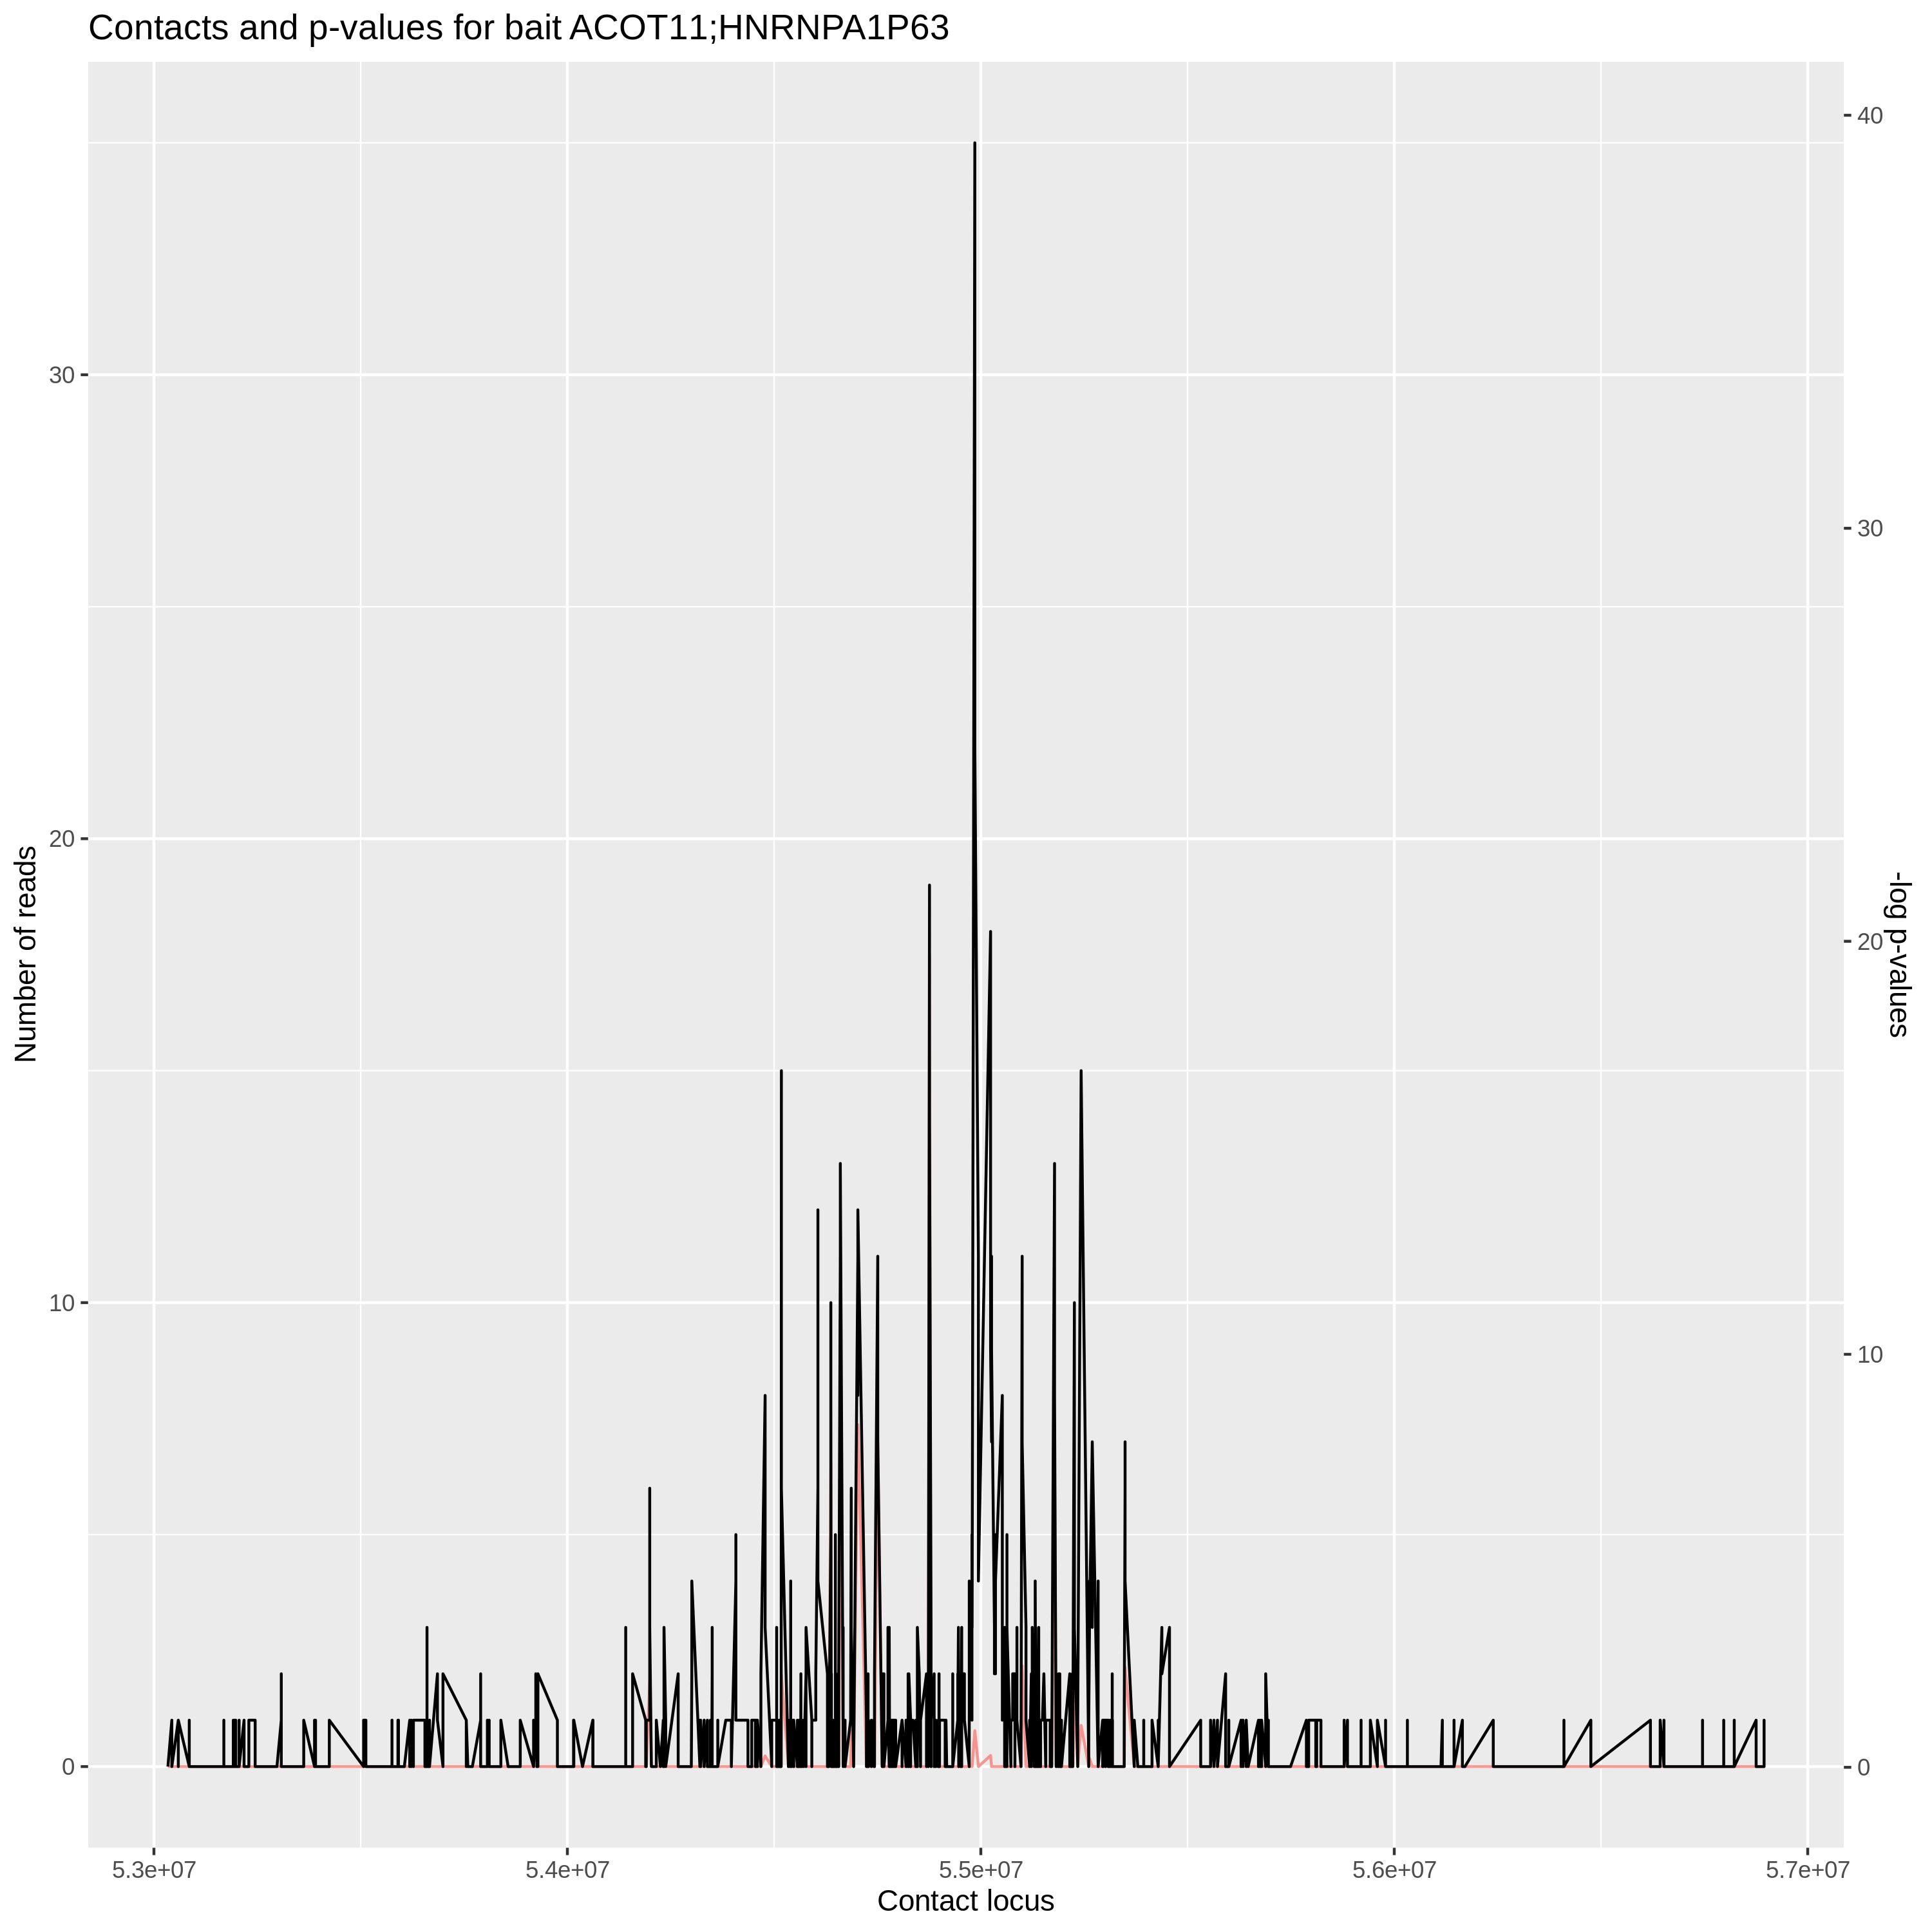 Contacts and p-values for bait ACOT11;HNRNPA1P63
40
30
30
20
20
10
10
0
0
Number of reads
-log p-values
5.3e+07
5.4e+07
5.5e+07
5.6e+07
5.7e+07
Contact locus